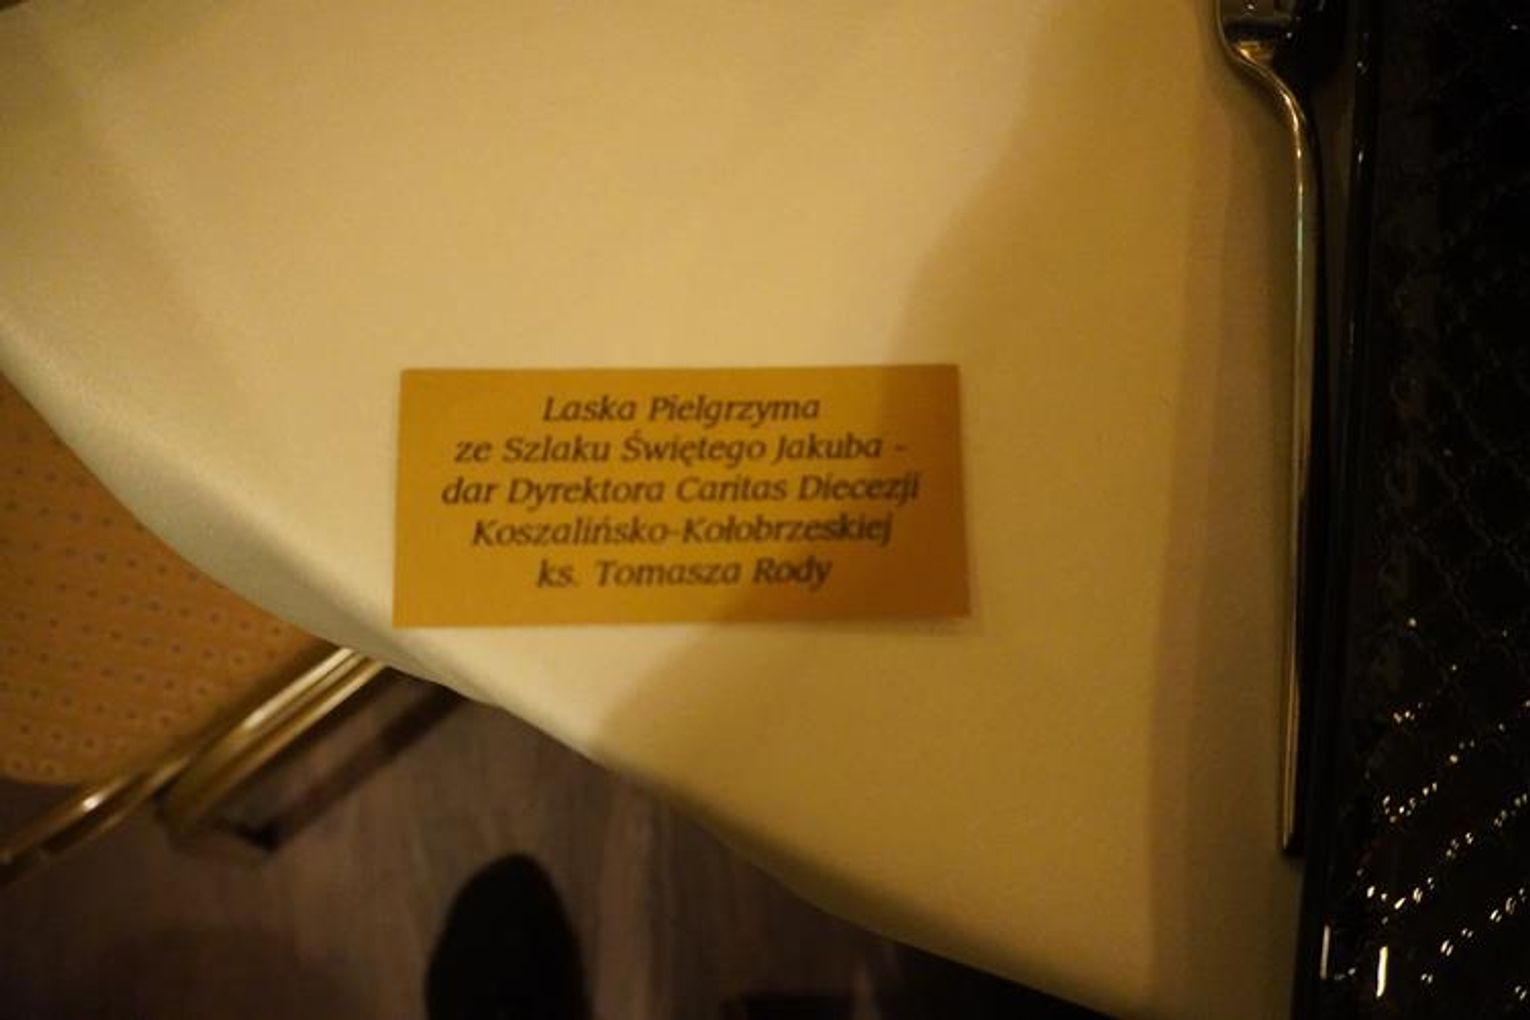 Laska Pielgrzyma
ze Szlaku Świętego Jakuba -
dar Dyrektora Caritas Diecezji
Koszalińsko-Kołobrzeskiej
ks. Tomasza Rody